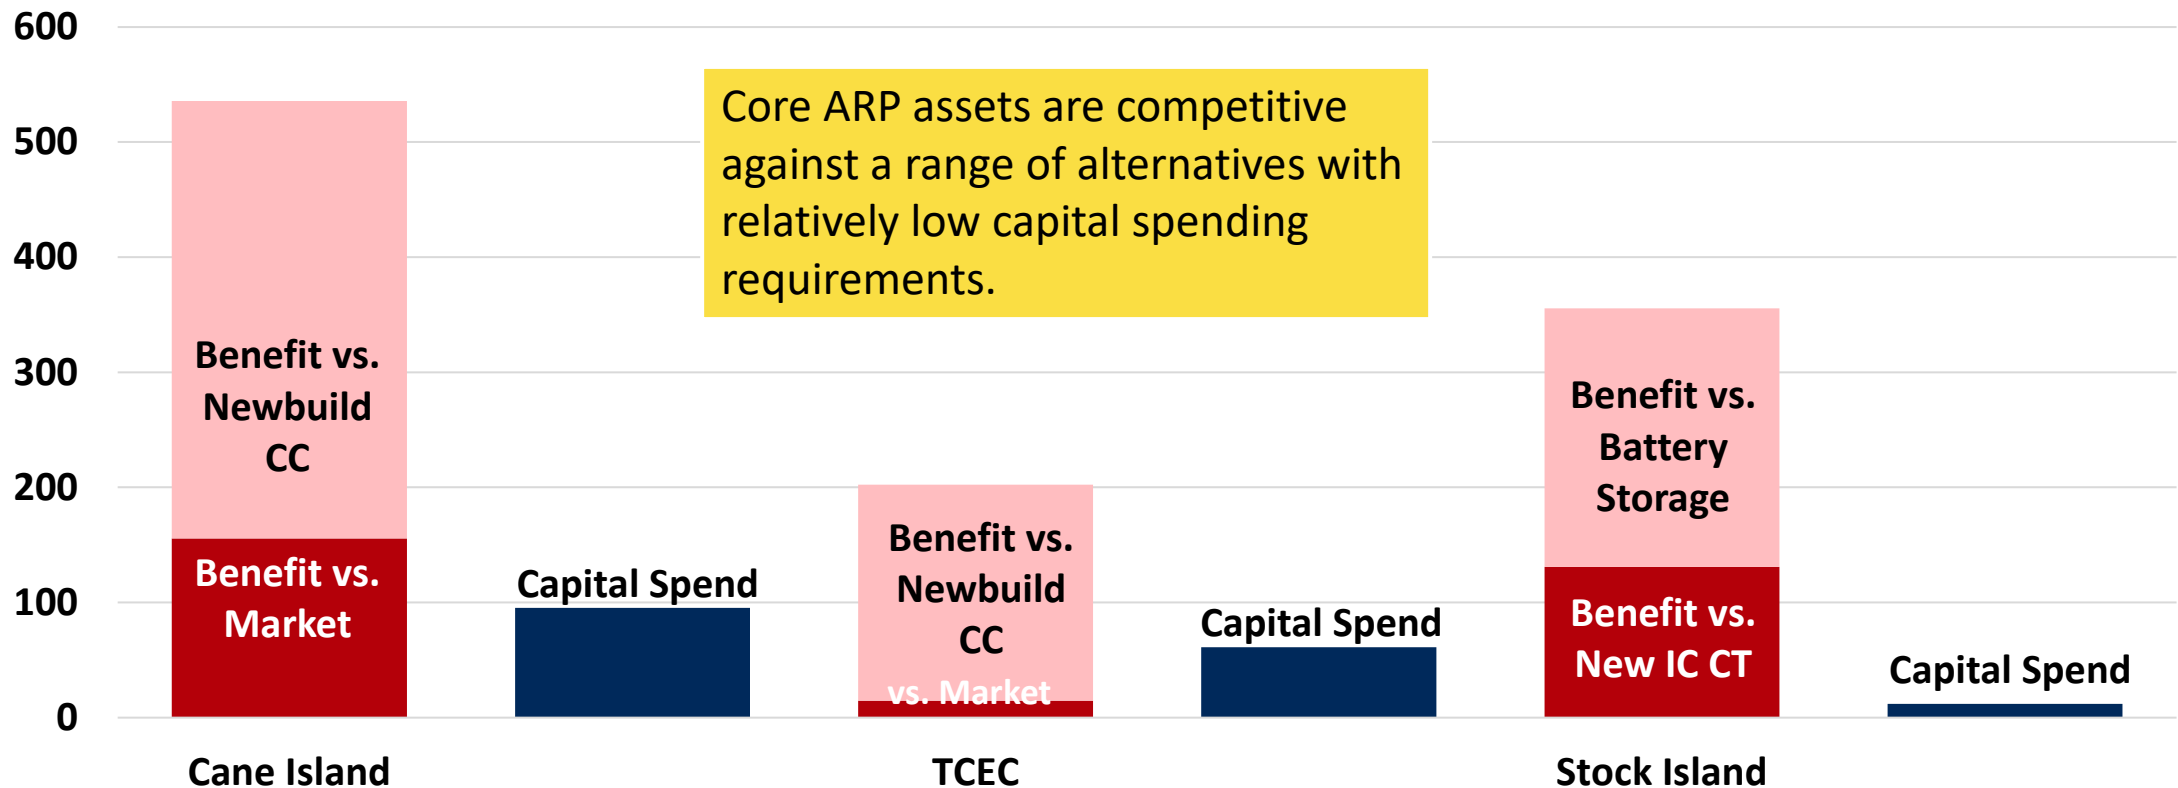 600
500
400
300
200
100
0
Core ARP assets are competitive
against a range of alternatives with
relatively low capital spending
requirements.
Benefit vs.
Newbuild
CC
Benefit vs.
Market
Capital Spend
Benefit vs.
Newbuild
CC
vs. Market
Capital Spend
Benefit vs.
Battery
Storage
Benefit vs.
New IC CT
Capital Spend
Cane Island
TCEC
Stock Island